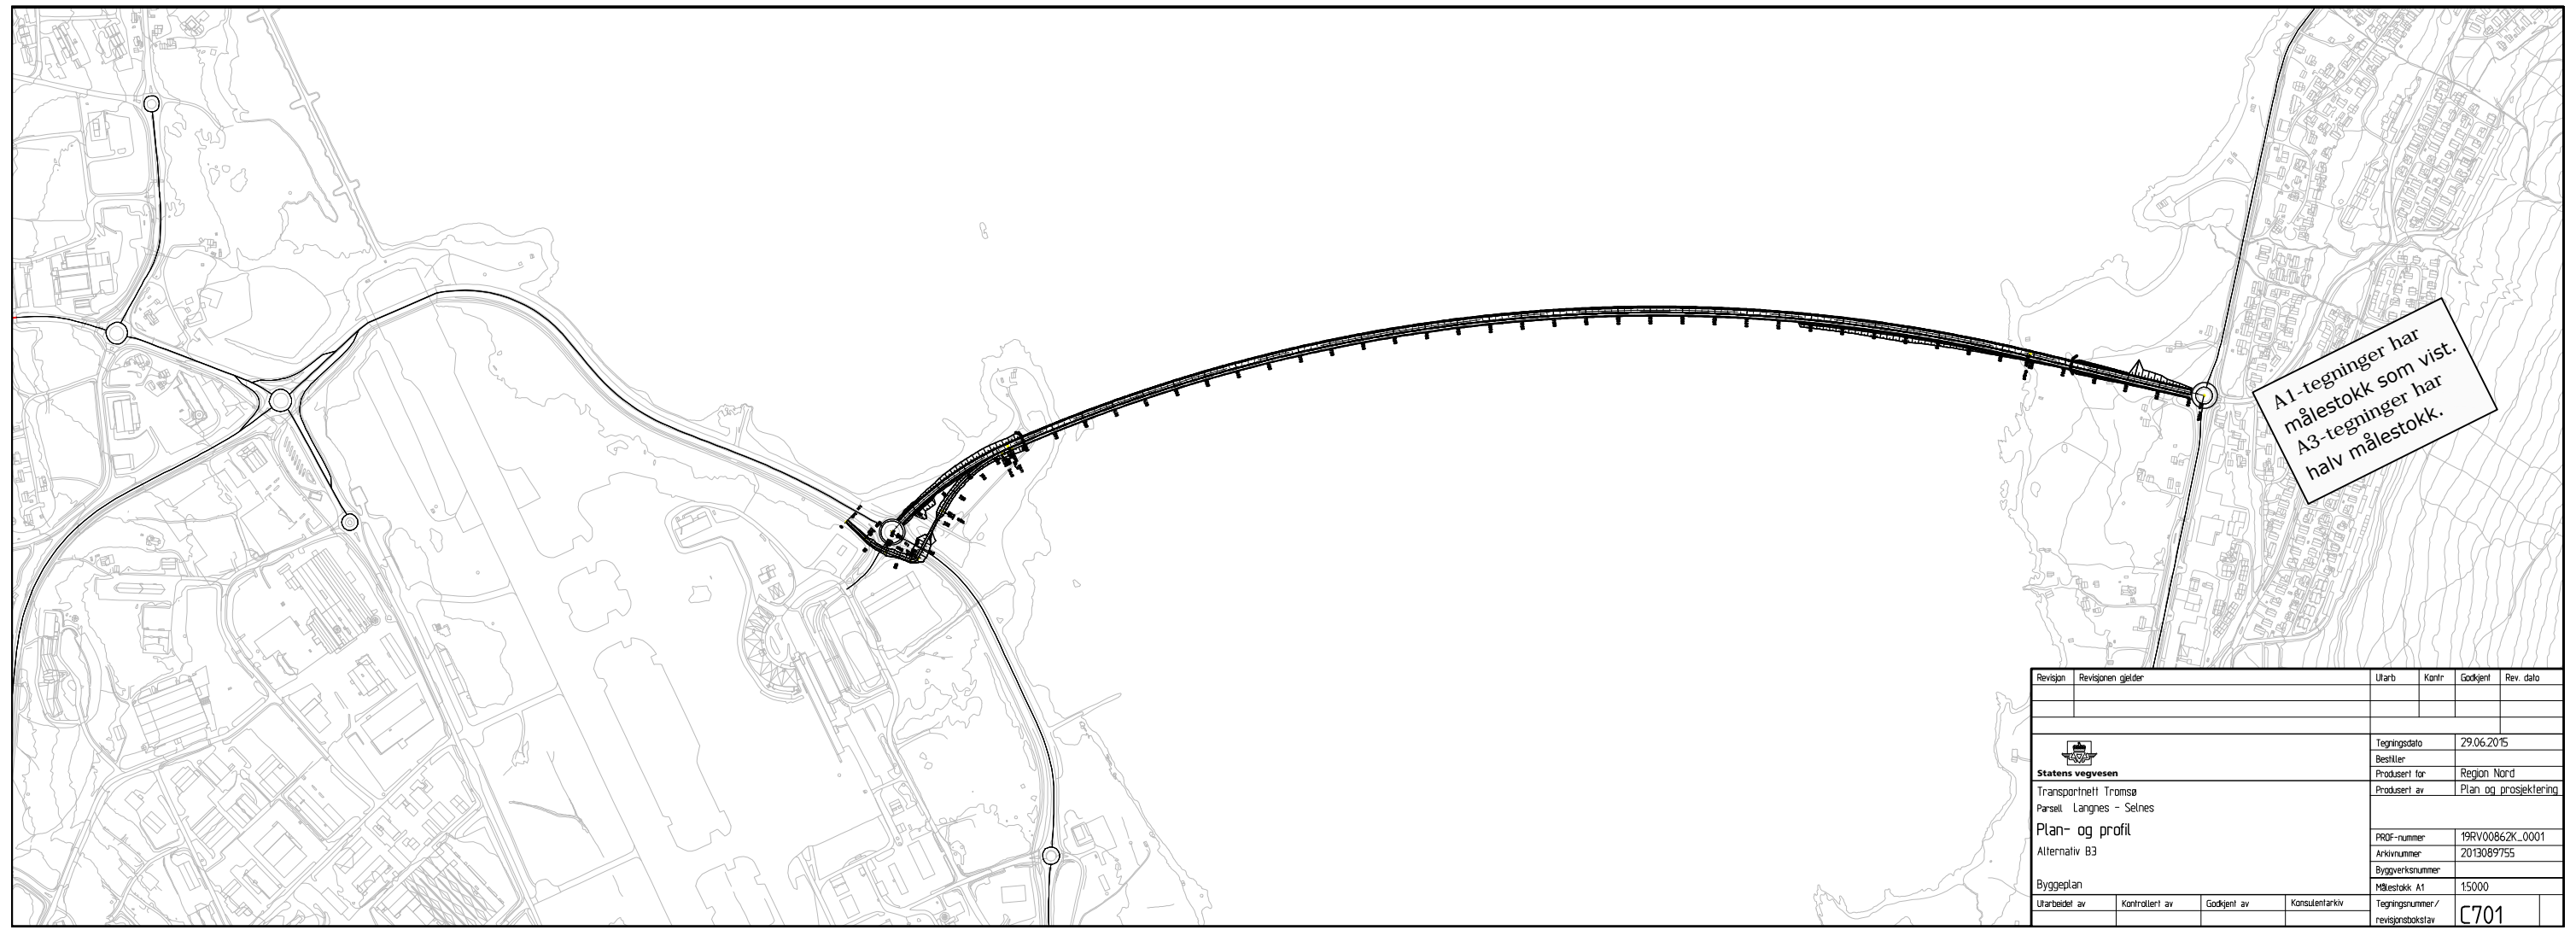 A1-tegninger har
målestokk som vist.
A3-tegninger har
halv målestokk.
Revisjon Revisjonen gjelder Utarb Kontr Godkjent Rev. dato
Statens vegvesen
Tegningsdato 29.06.2015
Bestiller
Produsert for Region Nord
Produsert av Plan og prosjektering
Transportnett Tromsø
Parsell Langnes - Selnes
Plan- og profil
Alternativ B3
Byggeplan
PROF-nummer 19RV00862K_0001
Arkivnummer 2013089755
Byggverksnummer
Målestokk A1 1:5000
Utarbeidet av Kontrollert av Godkjent av Konsulentarkiv
Tegningsnummer/
revisjonsbokstav C701